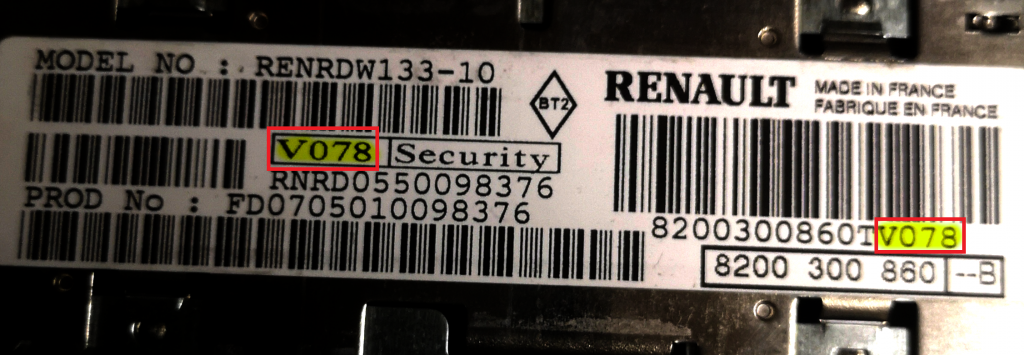 MODEL NO : RENRDW133-10
BT2
V078 Security
RNRD0550098376
PROD No : FD0705010098376
RENAULT
MADE IN FRANCE
FABRIQUE EN FRANCE
8200300860TV078
8200 300 860 --B